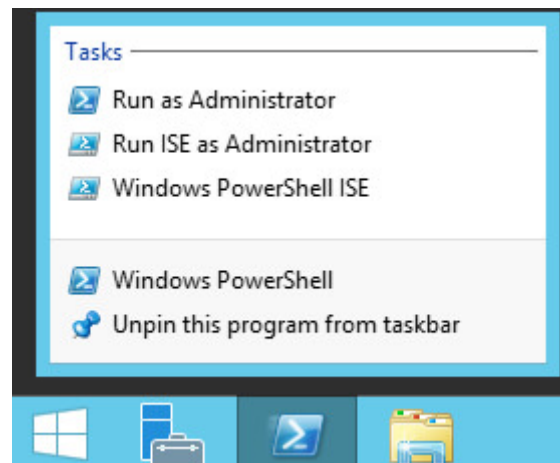 Tasks
Run as Administrator
Run ISE as Administrator
Windows PowerShell ISE
Windows PowerShell
Unpin this program from taskbar